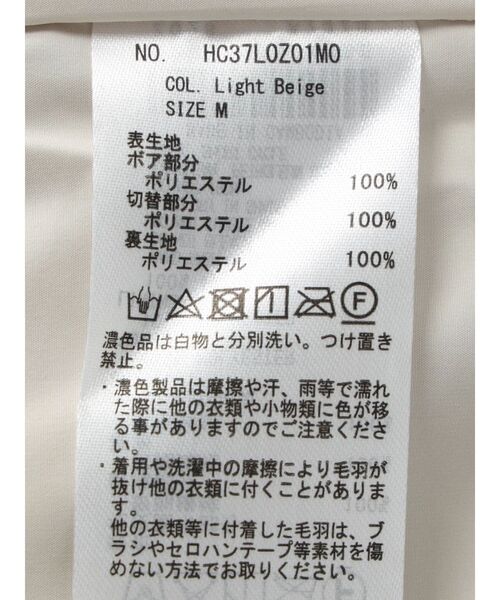 NO. HC37L0Z01M0
COL. Light Beige
SIZE M
表生地
ボア部分
ポリエステル 100%
切替部分
ポリエステル 100%
裏生地
ポリエステル 100%
F
濃色品は白物と分別洗い。つけ置き
禁止。
・濃色製品は摩擦や汗、雨等で濡れ
た際に他の衣類や小物類に色が移
る事がありますのでご注意くださ
い。
・着用や洗濯中の摩擦により毛羽が
抜け他の衣類に付くことがありま
す。
他の衣類等に付着した毛羽は、ブ
ラシやセロハンテープ等素材を傷
めない方法でお取りください。